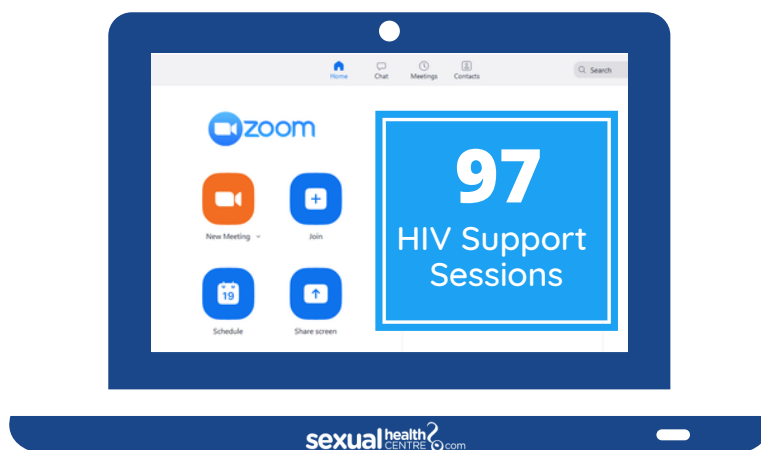 Home
Chat
Meetings
Contacts
Search
zoom
New Meeting
Join
19
Schedule
Share screen
97
HIV Support
Sessions
sexual health
CENTRE .com